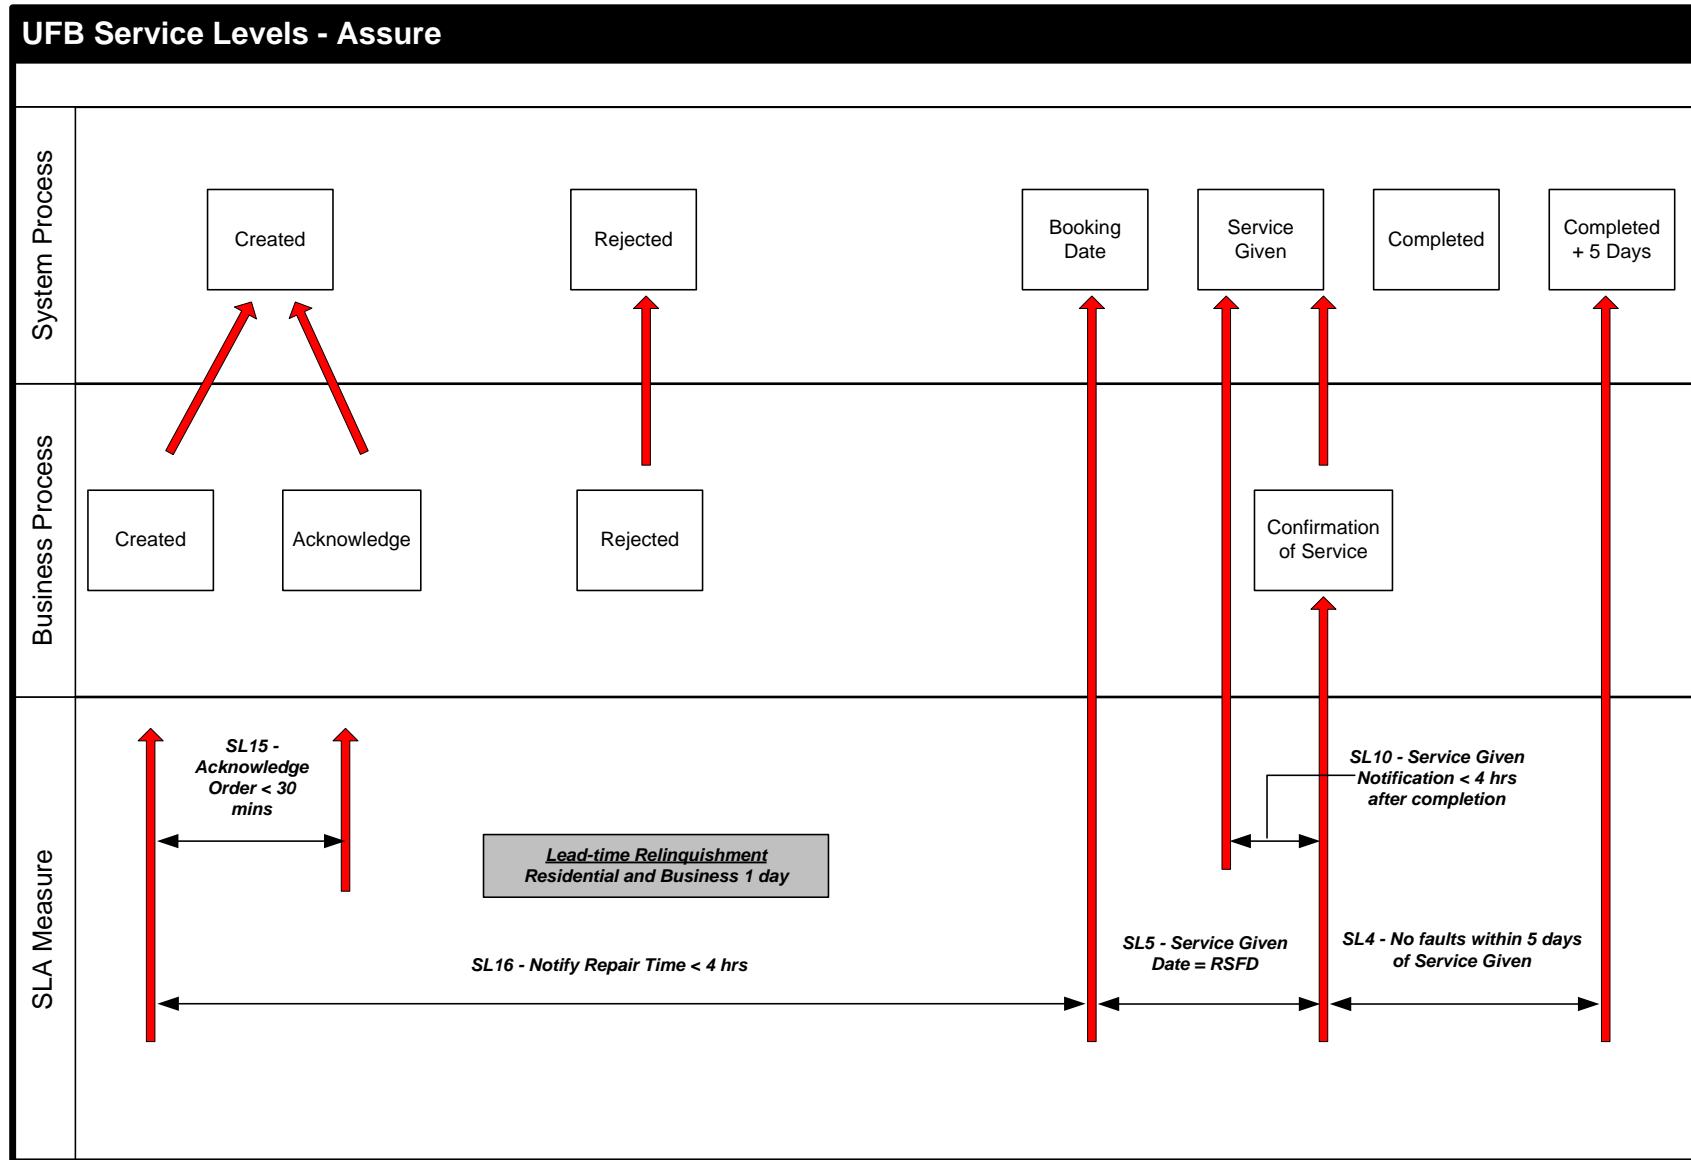 UFB Service Levels - Assure
System Process
Created
Rejected
Booking
Date
Service
Given
Completed
Completed
+ 5 Days
Business Process
Created
Acknowledge
Rejected
Confirmation
of Service
SLA Measure
SL15 -
Acknowledge
Order < 30
mins
SL10 - Service Given
Notification < 4 hrs
after completion
Lead-time Relinquishment
Residential and Business 1 day
SL16 - Notify Repair Time < 4 hrs
SL5 - Service Given
Date = RSFD
SL4 - No faults within 5 days
of Service Given